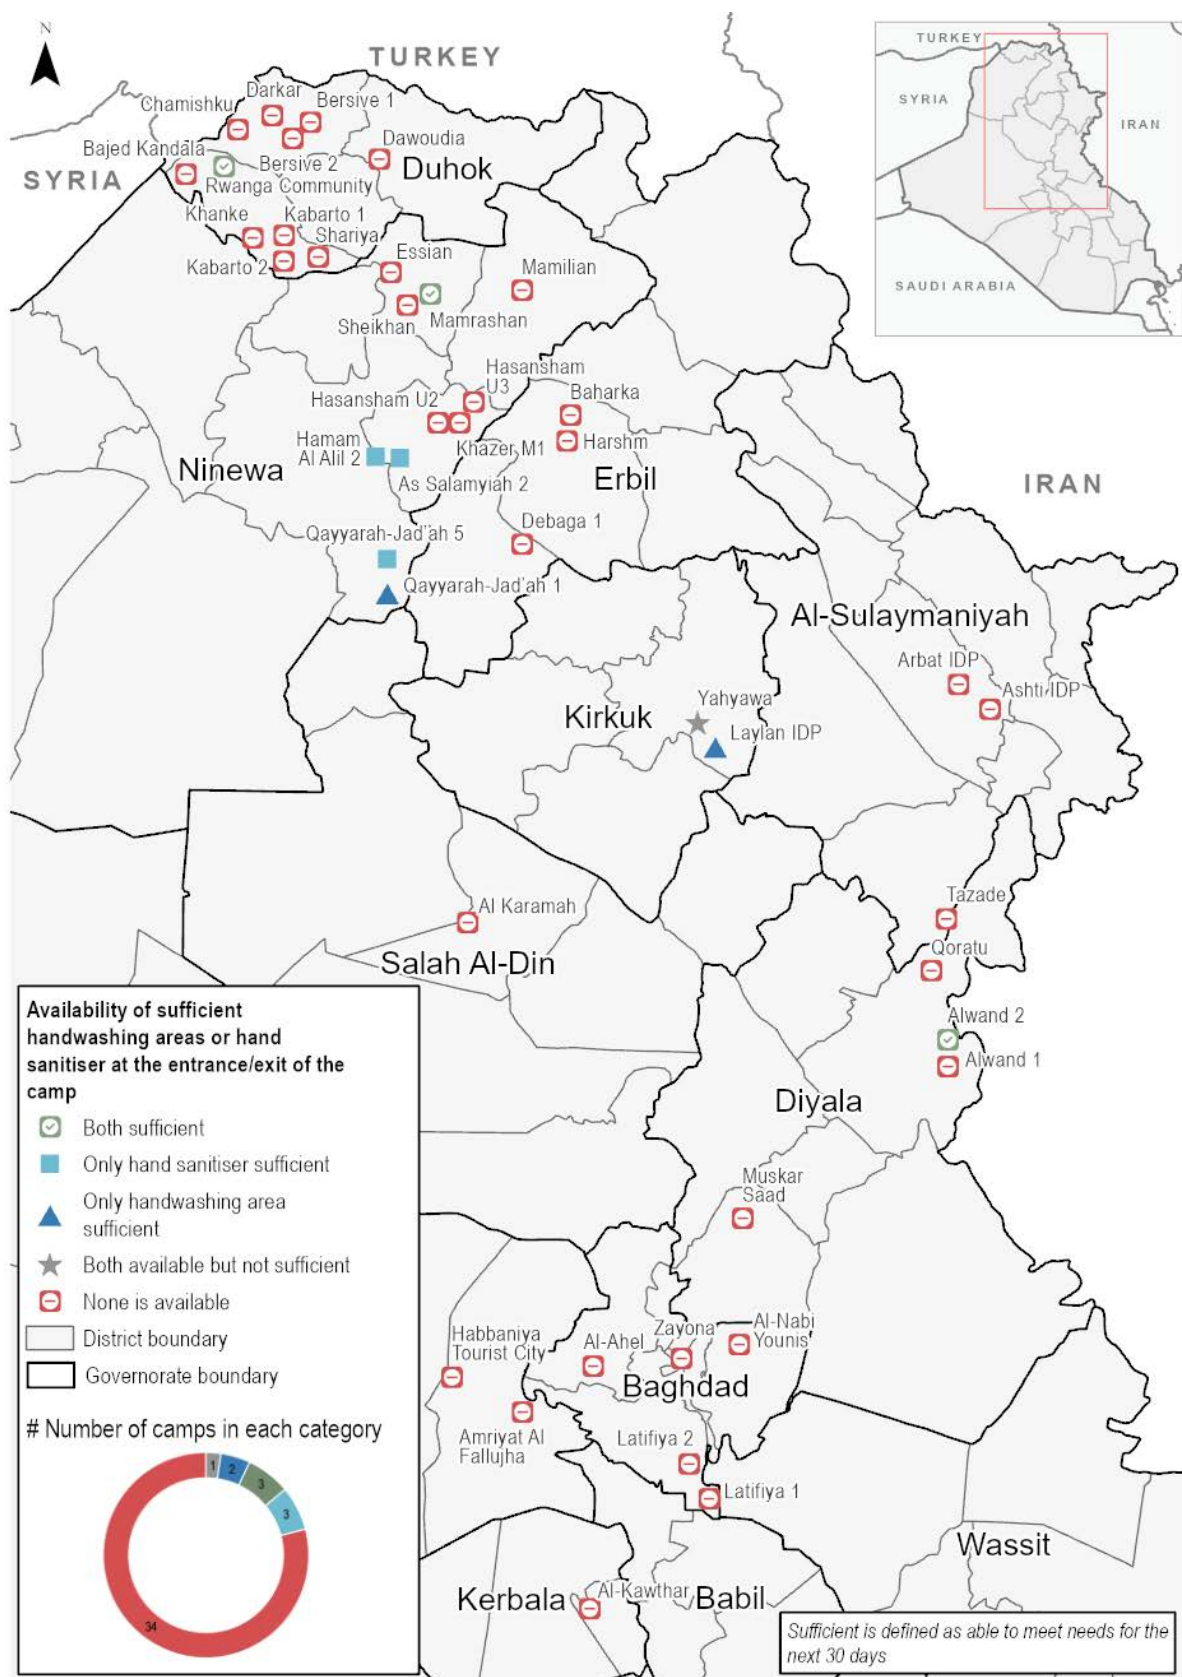 N
TURKEY
SYRIA
IRAN
SAUDI ARABIA
TURKEY
Darkar
Bersive 1
Chamishku
Dawoudia
Bajed Kandala
Bersive 2
Duhok
SYRIA
Rwanga Community
Khanke
Kabarto 1
Shariya
Kabarto 2
Essian
Mamilian
Sheikhan
Mamrashan
Hasansham
U3
Hasansham U2
Baharka
Hamam
Al Alil 2
Khazer M1
Harshm
Ninewa
As Salamyiah 2
Erbil
IRAN
Qayyarah-Jad'ah 5
Debaga 1
Qayyarah-Jad'ah 1
Al-Sulaymaniyah
Arbat IDP
Ashti IDP
Yahyawa
Kirkuk
Laylan IDP
Tazade
Al Karamah
Qoratu
Salah Al-Din
Alwand 2
Alwand 1
Diyala
Muskar
Saad
Habbaniya
Tourist City
Al-Ahel
Zayona
Al-Nabi
Younis
Baghdad
Amriyat Al
Fallujha
Latifiya 2
Latifiya 1
Wassit
Kerbala
Al-Kawthar
Babil
Availability of sufficient
handwashing areas or hand
sanitiser at the entrance/exit of the
camp
Both sufficient
Only hand sanitiser sufficient
Only handwashing area
sufficient
Both available but not sufficient
None is available
District boundary
Governorate boundary
# Number of camps in each category
1
2
3
3
34
Sufficient is defined as able to meet needs for the
next 30 days